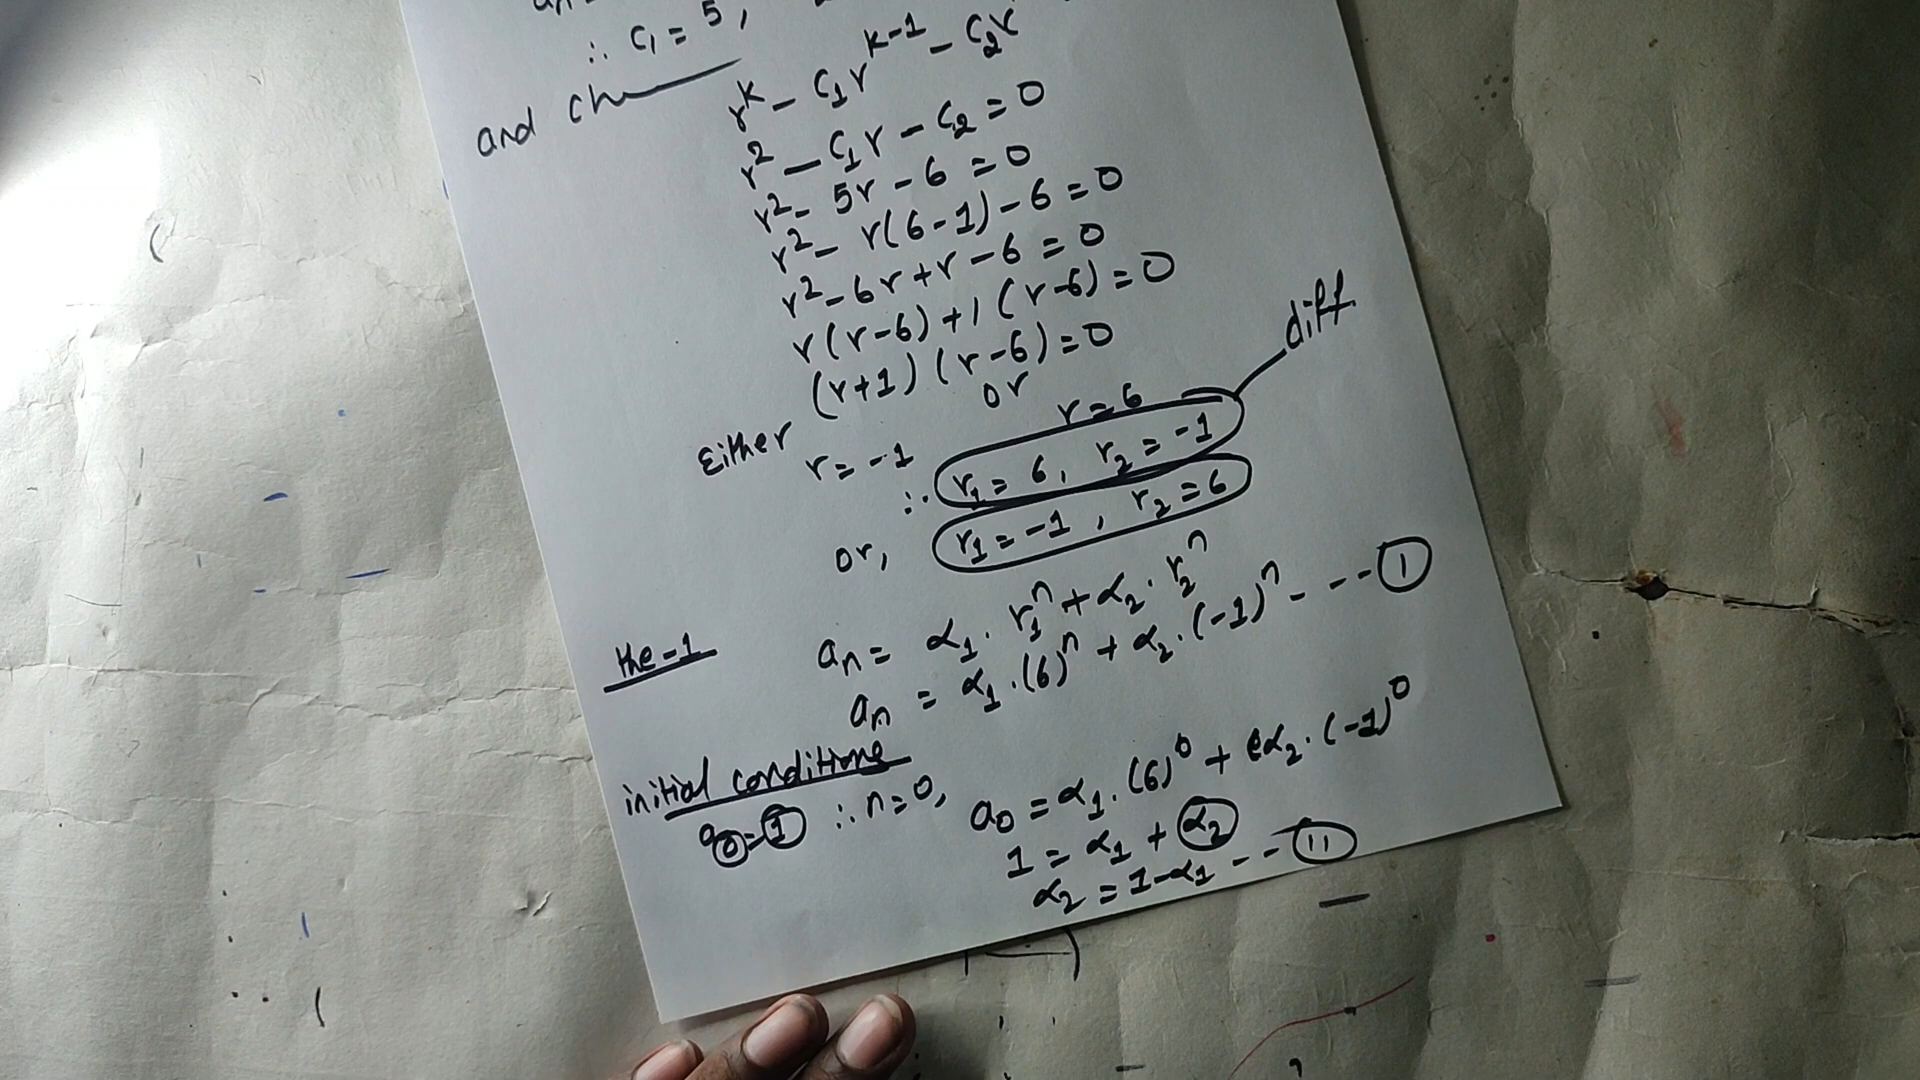 ∴ c₁ = 5,
and ch
r^k − c₁r^(k−1) − c₂r
r² − c₁r − c₂ = 0
r² − 5r − 6 = 0
r² − r(6−1) − 6 = 0
r² − 6r + r − 6 = 0
r(r−6) + 1(r−6) = 0
(r+1)(r−6) = 0
Either or
r = −1 r = 6
∴ r₁ = 6, r₂ = −1 diff
or, r₁ = −1, r₂ = 6
the-1 aₙ = α₁ · r₁ⁿ + α₂ · r₂ⁿ
aₙ = α₁ · (6)ⁿ + α₂ · (−1)ⁿ - - - - ①
initial conditions
a₀ = 1 ∴ n = 0, a₀ = α₁ · (6)⁰ + α₂ · (−1)⁰
1 = α₁ + α₂
α₂ = 1 − α₁ - - - (11)